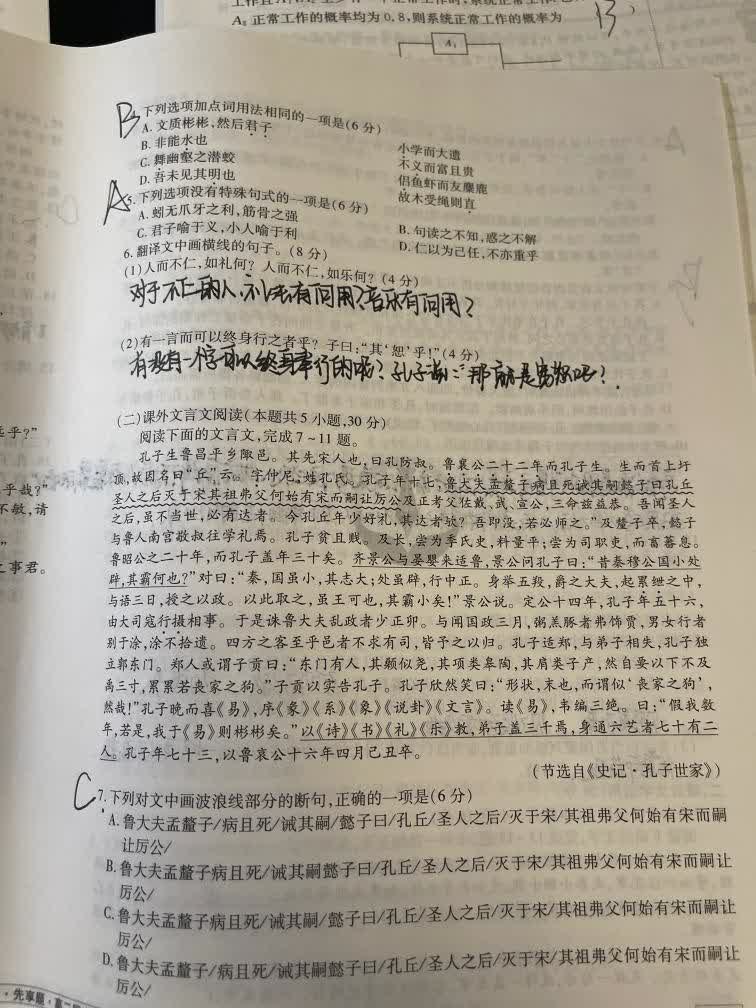 A₂ 正常工作的概率均为 0.8,则系统正常工作的概率为
13
A₁
B 下列选项加点词用法相同的一项是(6 分)
A. 文质彬彬,然后君子 小学而大遗
B. 非能水也 不义而富且贵
C. 舞幽壑之潜蛟 侣鱼虾而友麋鹿
D. 吾未见其明也 故木受绳则直
A 5. 下列选项没有特殊句式的一项是(6 分)
A. 蚓无爪牙之利,筋骨之强 B. 句读之不知,惑之不解
C. 君子喻于义,小人喻于利 D. 仁以为己任,不亦重乎
6. 翻译文中画横线的句子。(8 分)
(1)人而不仁,如礼何? 人而不仁,如乐何? (4 分)
对于不仁的人,礼法有何用?音乐有何用?
(2)有一言而可以终身行之者乎? 子曰:“其‘恕’乎!”(4 分)
有没有一个字可以终身奉行的呢?孔子说:“那就是宽恕吧?
(二)课外文言文阅读(本题共 5 小题,30 分)
阅读下面的文言文,完成 7~11 题。
孔子生鲁昌平乡陬邑。其先宋人也,曰孔防叔。鲁襄公二十二年而孔子生。生而首上圩
顶,故因名曰“丘”云。字仲尼,姓孔氏。孔子年十七,鲁大夫孟釐子病且死诫其嗣懿子曰孔丘
圣人之后灭于宋其祖弗父何始有宋而嗣让厉公及正考父佐戴、武、宣公,三命兹益恭。吾闻圣人
之后,虽不当世,必有达者。今孔丘年少好礼,其达者欤? 吾即没,若必师之。”及釐子卒,懿子
与鲁人南宫敬叔往学礼焉。孔子贫且贱。及长,尝为季氏史,料量平;尝为司职吏,而畜蕃息。
鲁昭公之二十年,而孔子盖年三十矣。齐景公与晏婴来适鲁,景公问孔子曰:“昔秦穆公国小处
辟,其霸何也?”对曰:“秦,国虽小,其志大;处虽辟,行中正。身举五羖,爵之大夫,起累绁之中,
与语三日,授之以政。以此取之,虽王可也,其霸小矣!”景公说。定公十四年,孔子年五十六,
由大司寇行摄相事。于是诛鲁大夫乱政者少正卯。与闻国政三月,粥羔豚者弗饰贾,男女行者
别于涂,涂不拾遗。四方之客至乎邑者不求有司,皆予之以归。孔子适郑,与弟子相失,孔子独
立郭东门。郑人或谓子贡曰:“东门有人,其颡似尧,其项类皋陶,其肩类子产,然自要以下不及
禹三寸,累累若丧家之狗。”子贡以实告孔子。孔子欣然笑曰:“形状,末也,而谓似‘丧家之狗’,
然哉!”孔子晚而喜《易》,序《彖》《系》《象》《说卦》《文言》。读《易》,韦编三绝。曰:“假我数
年,若是,我于《易》则彬彬矣。”以《诗》《书》《礼》《乐》教,弟子盖三千焉,身通六艺者七十有二
人。孔子年七十三,以鲁哀公十六年四月己丑卒。
(节选自《史记·孔子世家》)
C 7. 下列对文中画波浪线部分的断句,正确的一项是(6 分)
A. 鲁大夫孟釐子/病且死/诫其嗣/懿子曰/孔丘/圣人之后/灭于宋/其祖弗父何始有宋而嗣
让厉公/
B. 鲁大夫孟釐子病且死/诫其嗣懿子曰/孔丘/圣人之后/灭于宋/其祖弗父何始有宋而嗣让
厉公/
C. 鲁大夫孟釐子病且死/诫其嗣/懿子曰/孔丘/圣人之后/灭于宋/其祖弗父何始有宋而嗣让
厉公/
D. 鲁大夫孟釐子/病且死/诫其嗣懿子曰/孔丘/圣人之后/灭于宋/其祖弗父何始有宋而嗣让
厉公/
乎?”
乎哉?”
不敏,请
事君。
·先享题·高二